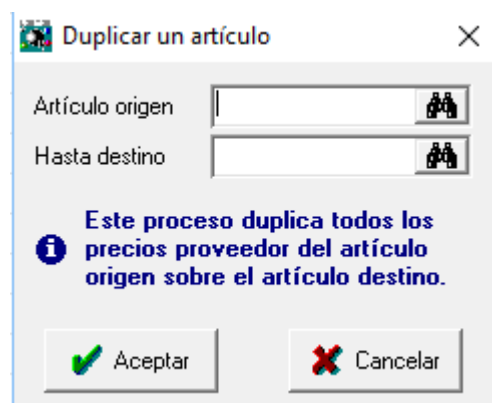 Duplicar un artículo
Artículo origen
Hasta destino
Este proceso duplica todos los
precios proveedor del artículo
origen sobre el artículo destino.
Aceptar
Cancelar